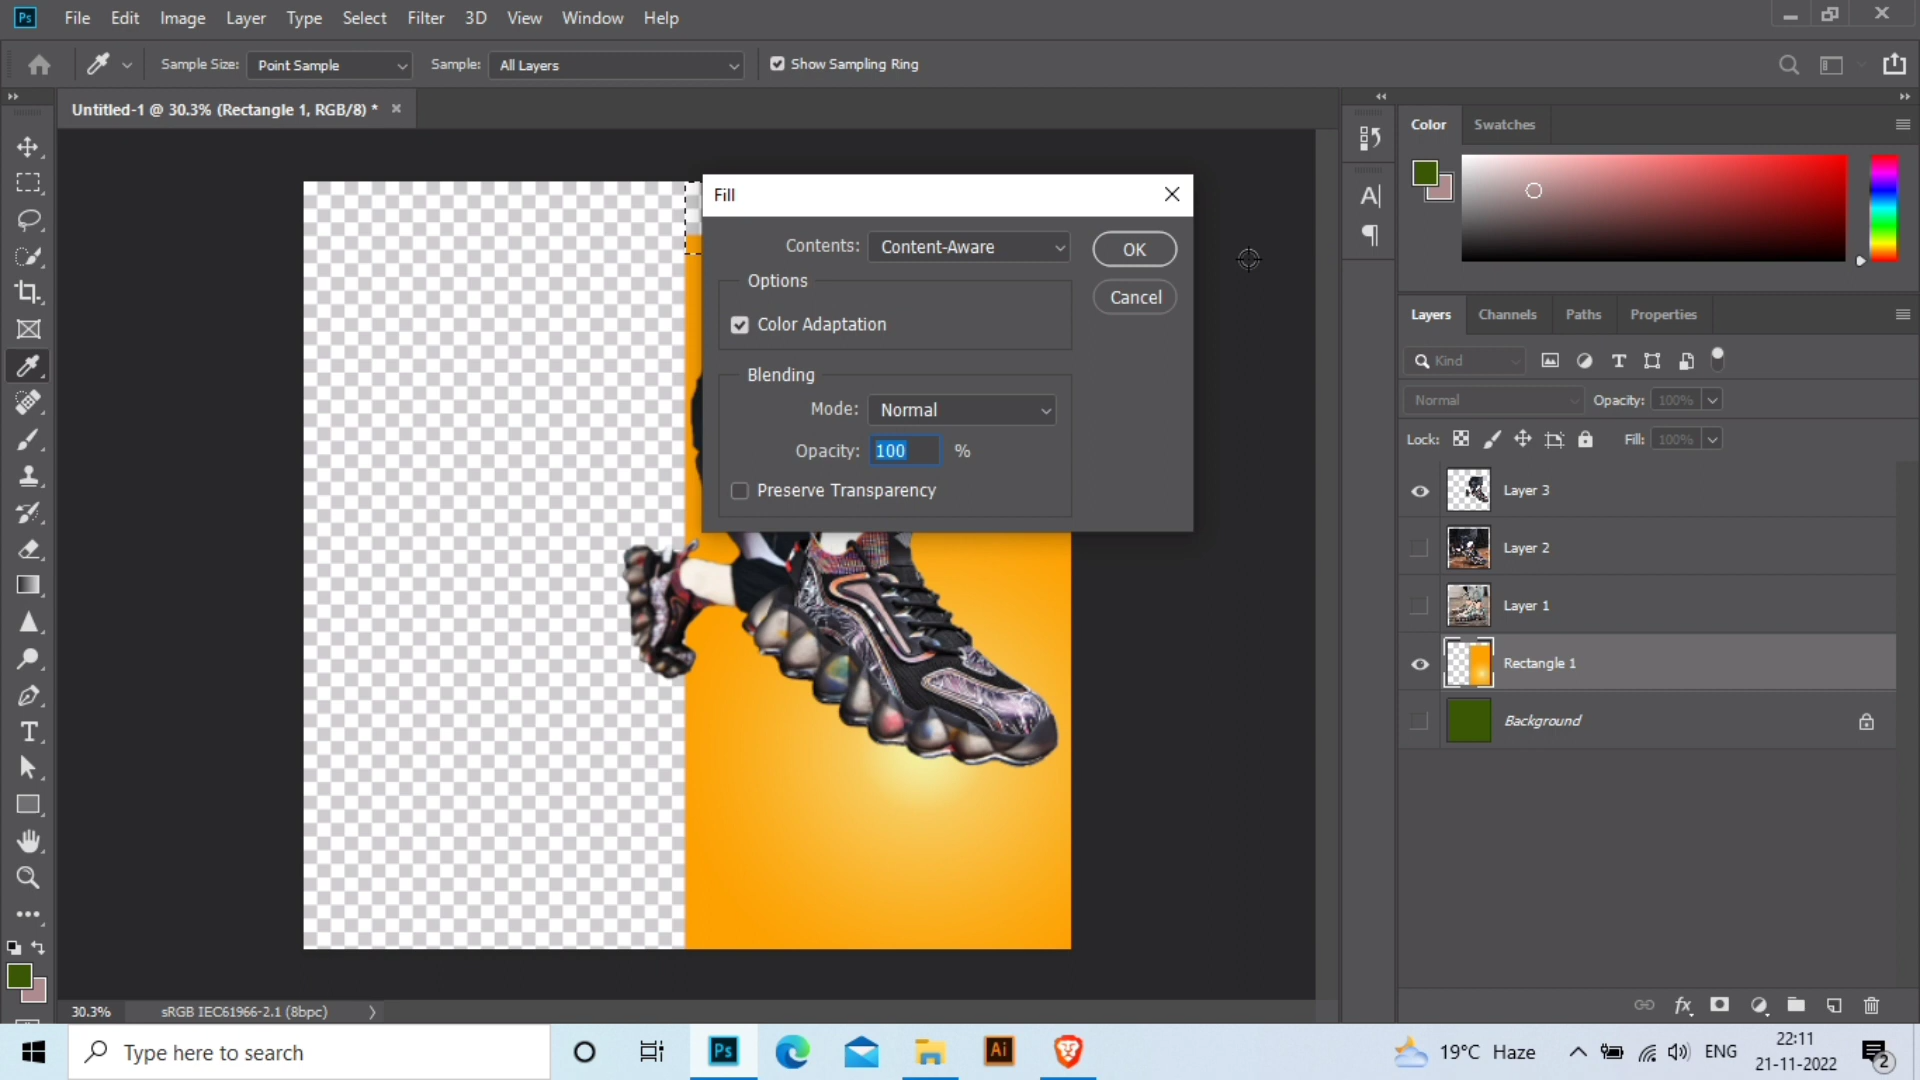 Ps File Edit Image Layer Type Select Filter 3D View Window Help
Sample Size: Point Sample Sample: All Layers Show Sampling Ring
Untitled-1 @ 30.3% (Rectangle 1, RGB/8) *
Color Swatches
Fill
Contents: Content-Aware OK
Options
Cancel
Color Adaptation
Blending
Mode: Normal
Opacity: 100 %
Preserve Transparency
Layers Channels Paths Properties
Kind
Normal Opacity: 100%
Lock: Fill: 100%
Layer 3
Layer 2
Layer 1
Rectangle 1
Background
30.3% sRGB IEC61966-2.1 (8bpc)
Type here to search
Ps
Ai
19°C Haze
ENG
22:11
21-11-2022
2